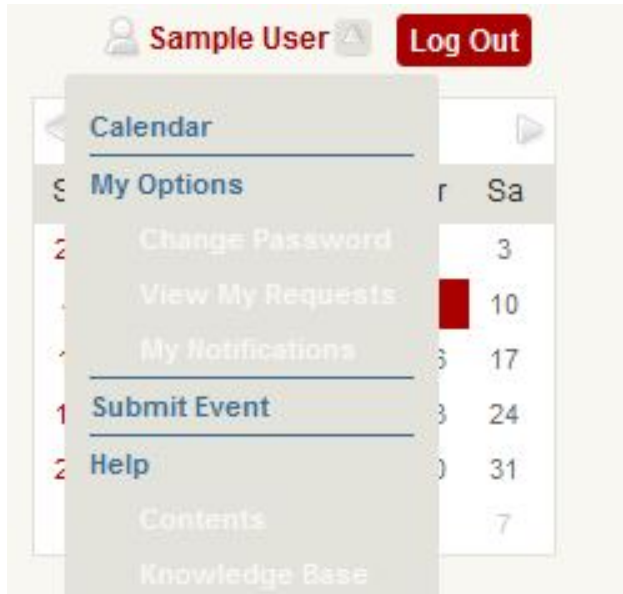 Sample User Log Out
Calendar
My Options
Sa
Change Password
3
View My Requests
10
My Notifications
17
Submit Event
24
Help
31
Contents
7
Knowledge Base